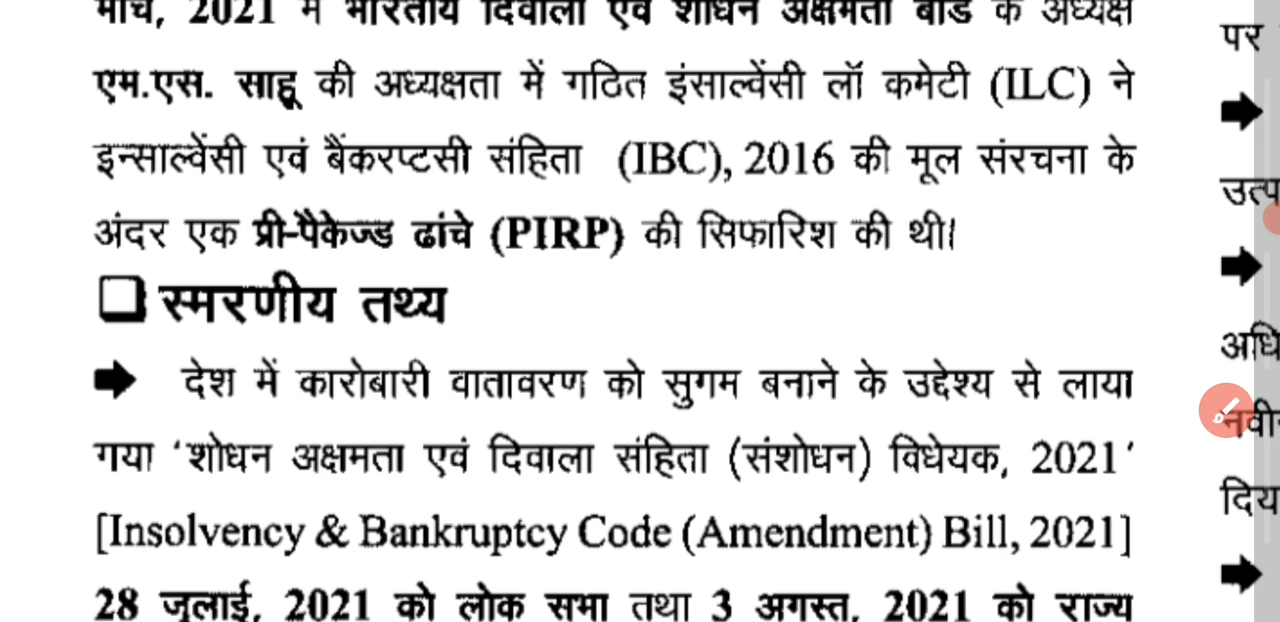 मार्च, 2021 में भारतीय दिवाला एवं शोधन अक्षमता बोर्ड के अध्यक्ष
एम.एस. साहू की अध्यक्षता में गठित इंसाल्वेंसी लॉ कमेटी (ILC) ने
इन्साल्वेंसी एवं बैंकरप्टसी संहिता (IBC), 2016 की मूल संरचना के
अंदर एक प्री-पैकेज्ड ढांचे (PIRP) की सिफारिश की थी।
❑ स्मरणीय तथ्य
➡ देश में कारोबारी वातावरण को सुगम बनाने के उद्देश्य से लाया
गया ‘शोधन अक्षमता एवं दिवाला संहिता (संशोधन) विधेयक, 2021’
[Insolvency & Bankruptcy Code (Amendment) Bill, 2021]
28 जुलाई, 2021 को लोक सभा तथा 3 अगस्त, 2021 को राज्य
पर
➡
➡
➡